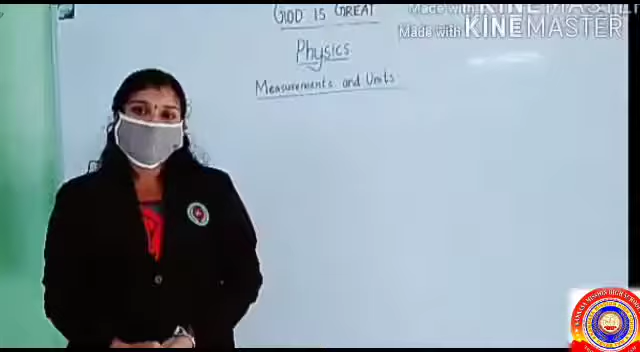 GOD IS GREAT
Made with KINEMASTER
Made with KINEMASTER
Physics
Measurements and Units